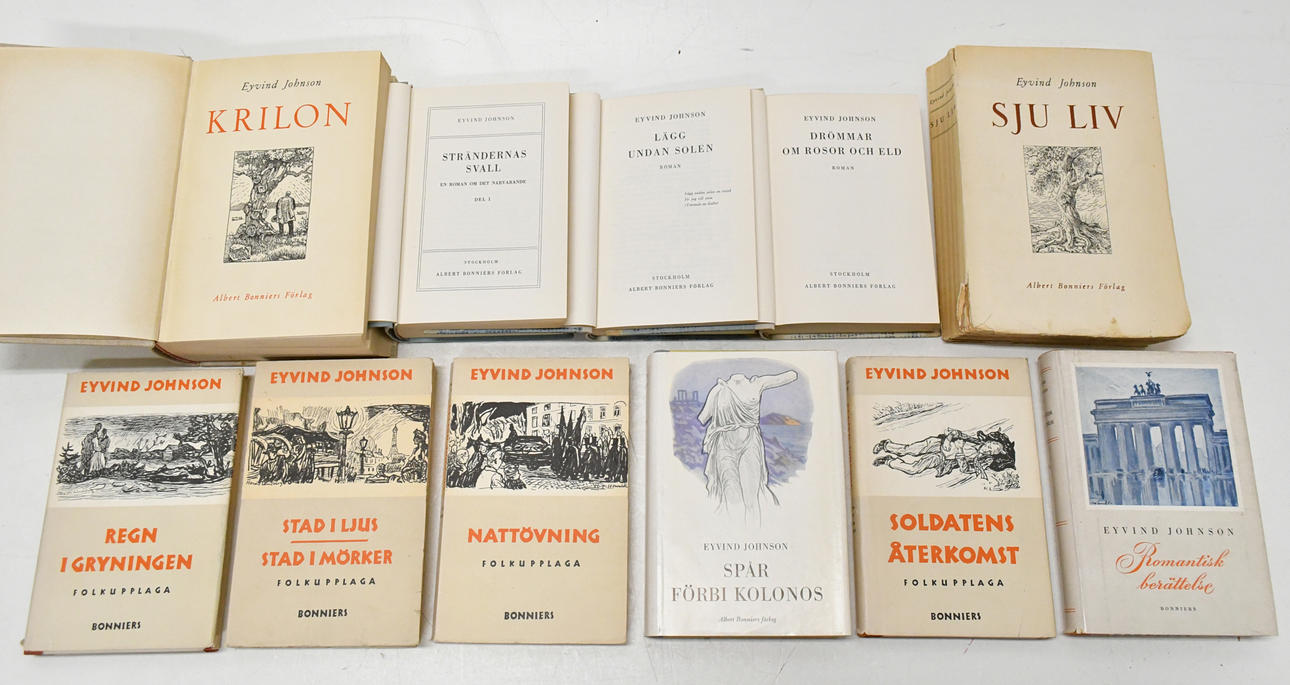 Eyvind Johnson
KRILON
Albert Bonniers Förlag
EYVIND JOHNSON
STRÄNDERNAS
SVALL
EN ROMAN OM DET NÄRVARANDE
DEL I
STOCKHOLM
ALBERT BONNIERS FÖRLAG
EYVIND JOHNSON
LÄGG
UNDAN SOLEN
ROMAN
STOCKHOLM
ALBERT BONNIERS FÖRLAG
EYVIND JOHNSON
DRÖMMAR
OM ROSOR OCH ELD
ROMAN
STOCKHOLM
ALBERT BONNIERS FÖRLAG
SJU LIV
Eyvind Johnson
SJU LIV
Albert Bonniers Förlag
EYVIND JOHNSON
REGN
I GRYNINGEN
FOLKUPPLAGA
BONNIERS
EYVIND JOHNSON
STAD I LJUS
STAD I MÖRKER
FOLKUPPLAGA
BONNIERS
EYVIND JOHNSON
NATTÖVNING
FOLKUPPLAGA
BONNIERS
EYVIND JOHNSON
SPÅR
FÖRBI KOLONOS
Albert Bonniers förlag
EYVIND JOHNSON
SOLDATENS
ÅTERKOMST
FOLKUPPLAGA
BONNIERS
EYVIND JOHNSON
Romantisk
berättelse
BONNIERS